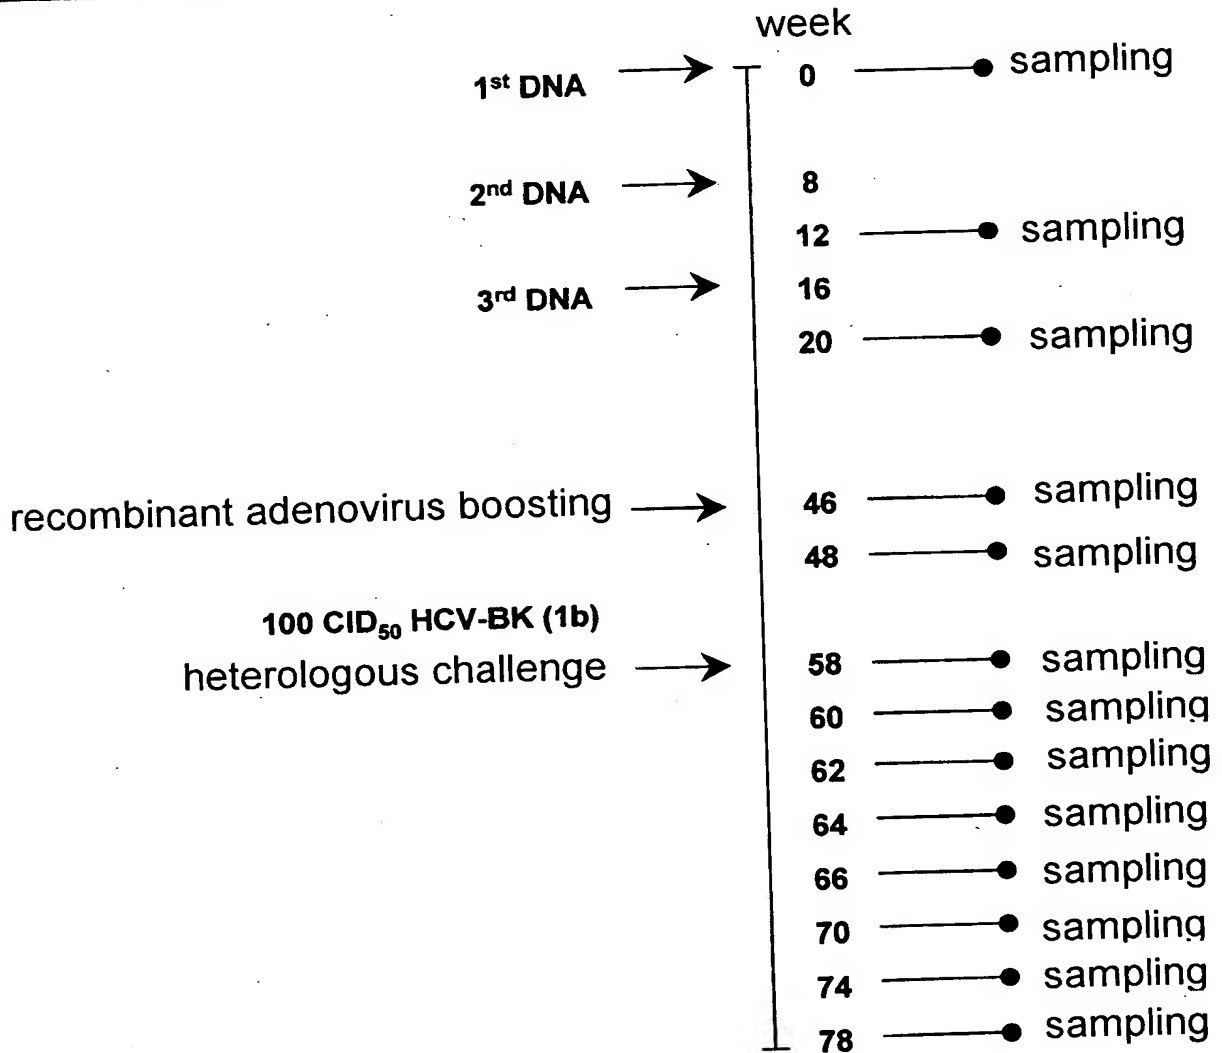 week
1st DNA 0 sampling
2nd DNA 8
12 sampling
3rd DNA 16
20 sampling
recombinant adenovirus boosting 46 sampling
48 sampling
100 CID50 HCV-BK (1b)
heterologous challenge 58 sampling
60 sampling
62 sampling
64 sampling
66 sampling
70 sampling
74 sampling
78 sampling